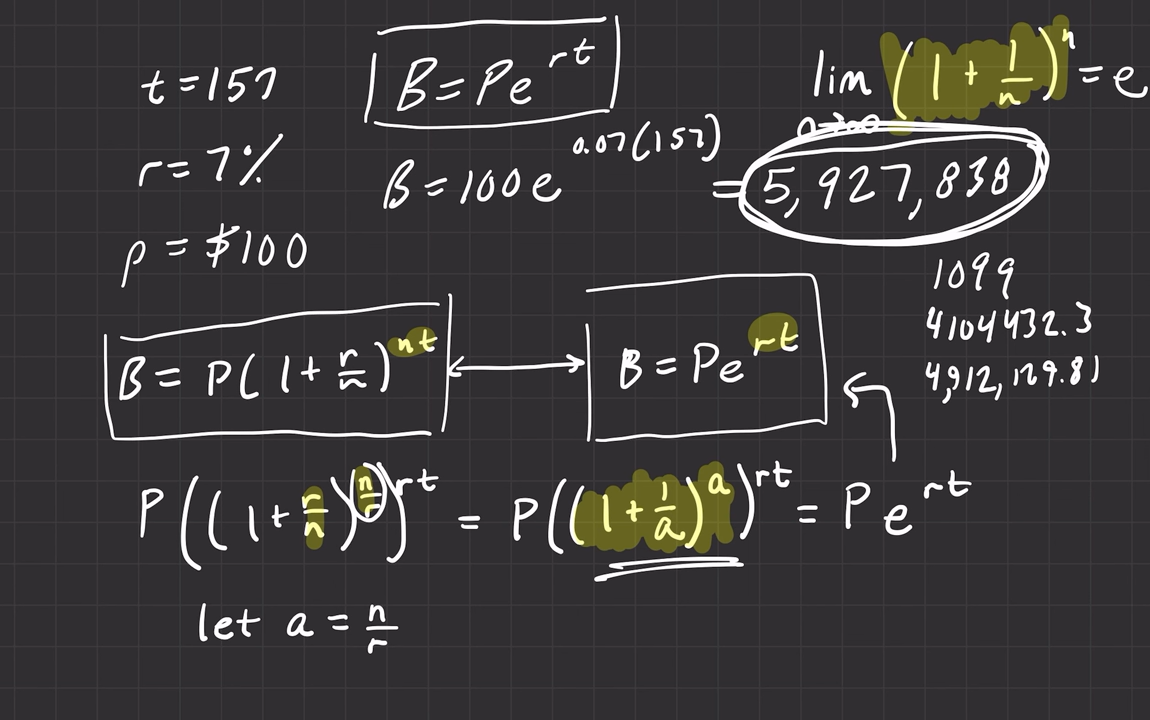 t = 157
r = 7%
P = $100
B = Pe^{rt}
B = 100e^{0.07(157)} = 5,927,838
lim_{n→∞} (1 + 1/n)^n = e
1099
4104432.3
4,912,129.81
B = P(1 + r/n)^{nt} ↔ B = Pe^{rt}
P((1 + r/n)^{n/r})^{rt} = P((1 + 1/a)^a)^{rt} = Pe^{rt}
let a = n/r